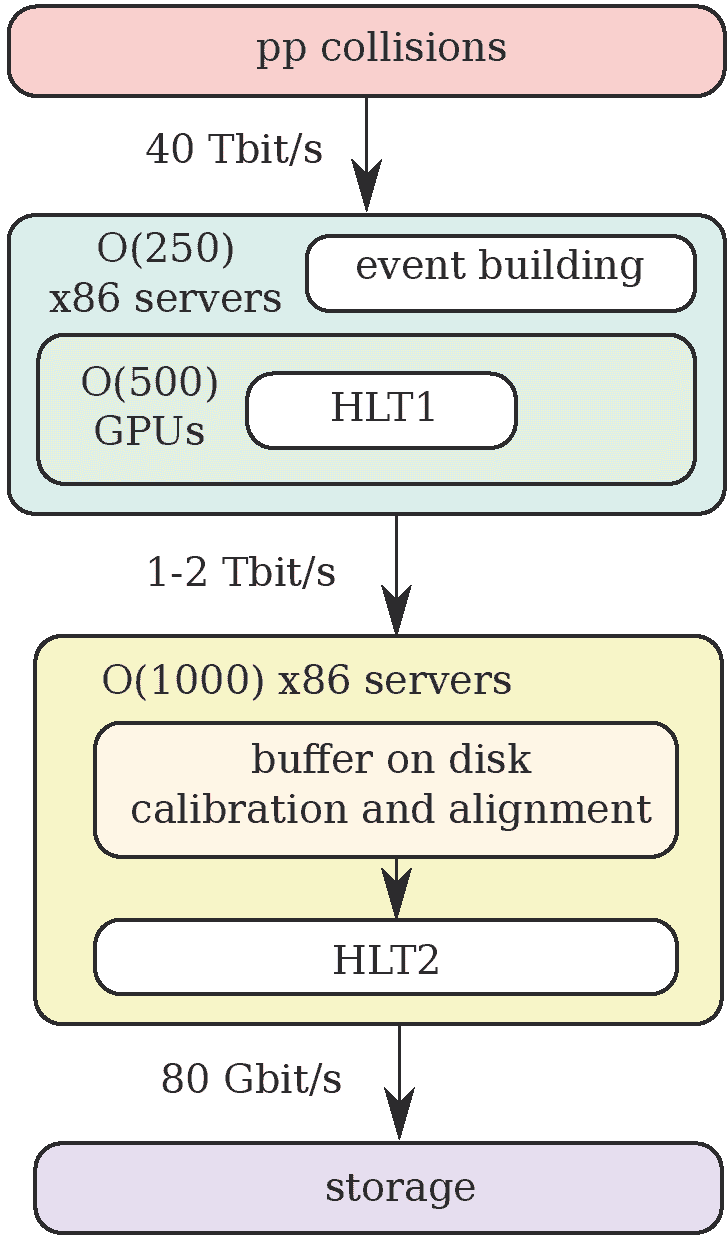 pp collisions
40 Tbit/s
O(250)
x86 servers
event building
O(500)
GPUs
HLT1
1-2 Tbit/s
O(1000) x86 servers
buffer on disk
calibration and alignment
HLT2
80 Gbit/s
storage